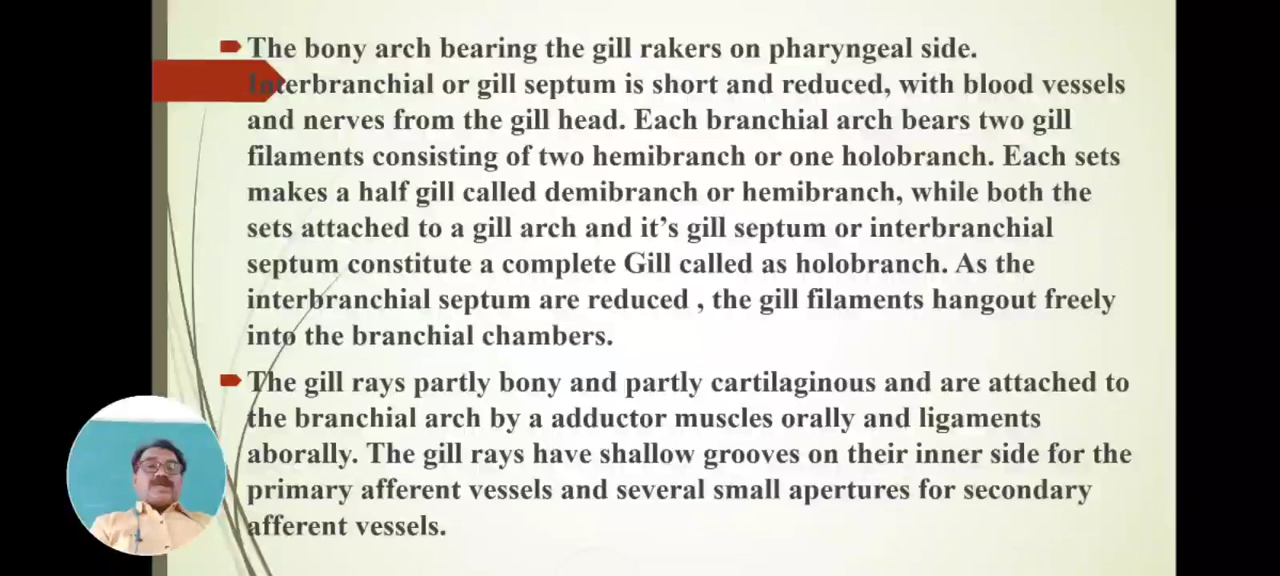 The bony arch bearing the gill rakers on pharyngeal side.
Interbranchial or gill septum is short and reduced, with blood vessels
and nerves from the gill head. Each branchial arch bears two gill
filaments consisting of two hemibranch or one holobranch. Each sets
makes a half gill called demibranch or hemibranch, while both the
sets attached to a gill arch and it’s gill septum or interbranchial
septum constitute a complete Gill called as holobranch. As the
interbranchial septum are reduced , the gill filaments hangout freely
into the branchial chambers.
The gill rays partly bony and partly cartilaginous and are attached to
the branchial arch by a adductor muscles orally and ligaments
aborally. The gill rays have shallow grooves on their inner side for the
primary afferent vessels and several small apertures for secondary
afferent vessels.